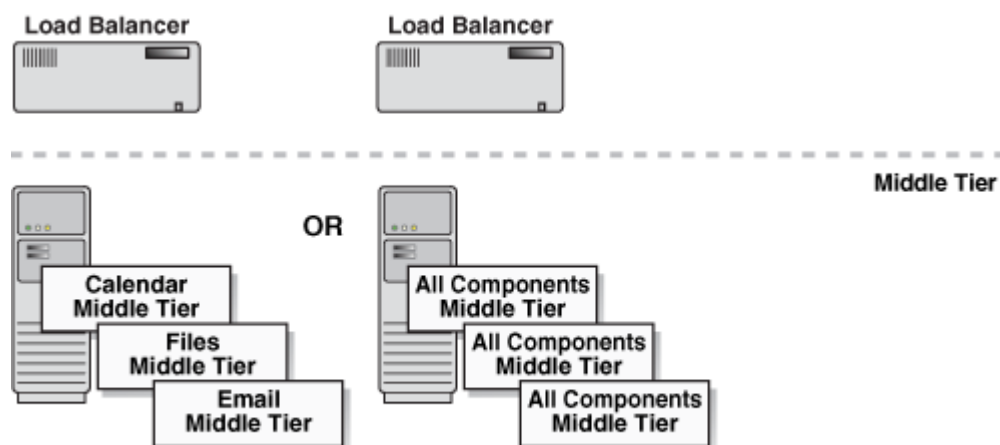 Load Balancer
Load Balancer
Middle Tier
OR
Calendar
Middle Tier
Files
Middle Tier
Email
Middle Tier
All Components
Middle Tier
All Components
Middle Tier
All Components
Middle Tier